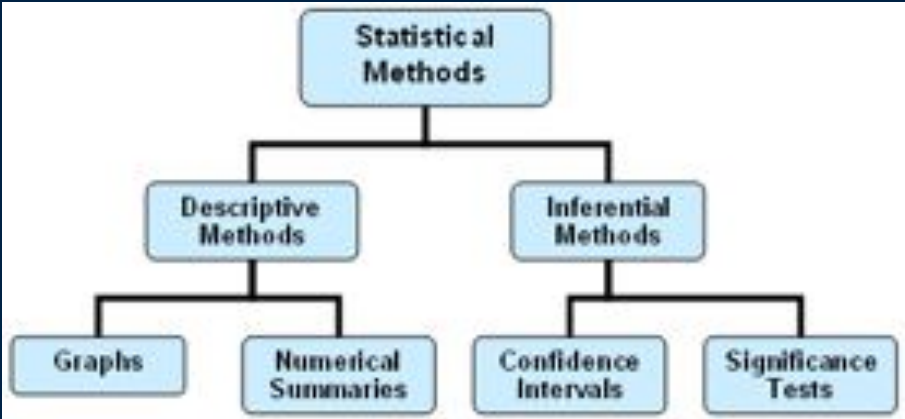 Statistical
Methods
Descriptive
Methods
Inferential
Methods
Graphs
Numerical
Summaries
Confidence
Intervals
Significance
Tests